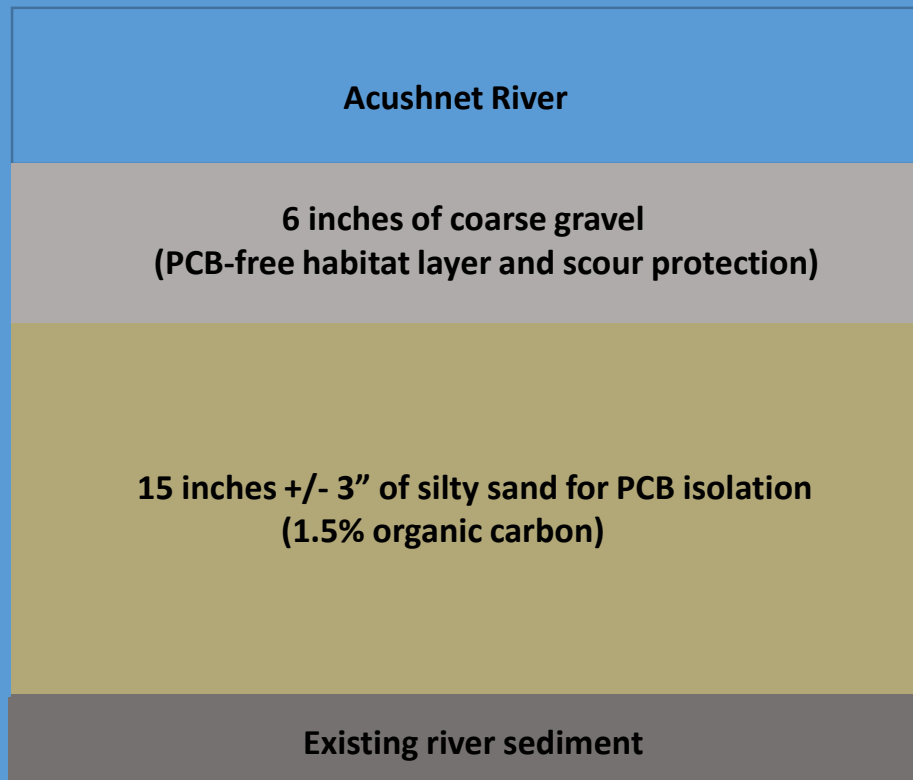 Acushnet River
6 inches of coarse gravel
(PCB-free habitat layer and scour protection)
15 inches +/- 3” of silty sand for PCB isolation
(1.5% organic carbon)
Existing river sediment